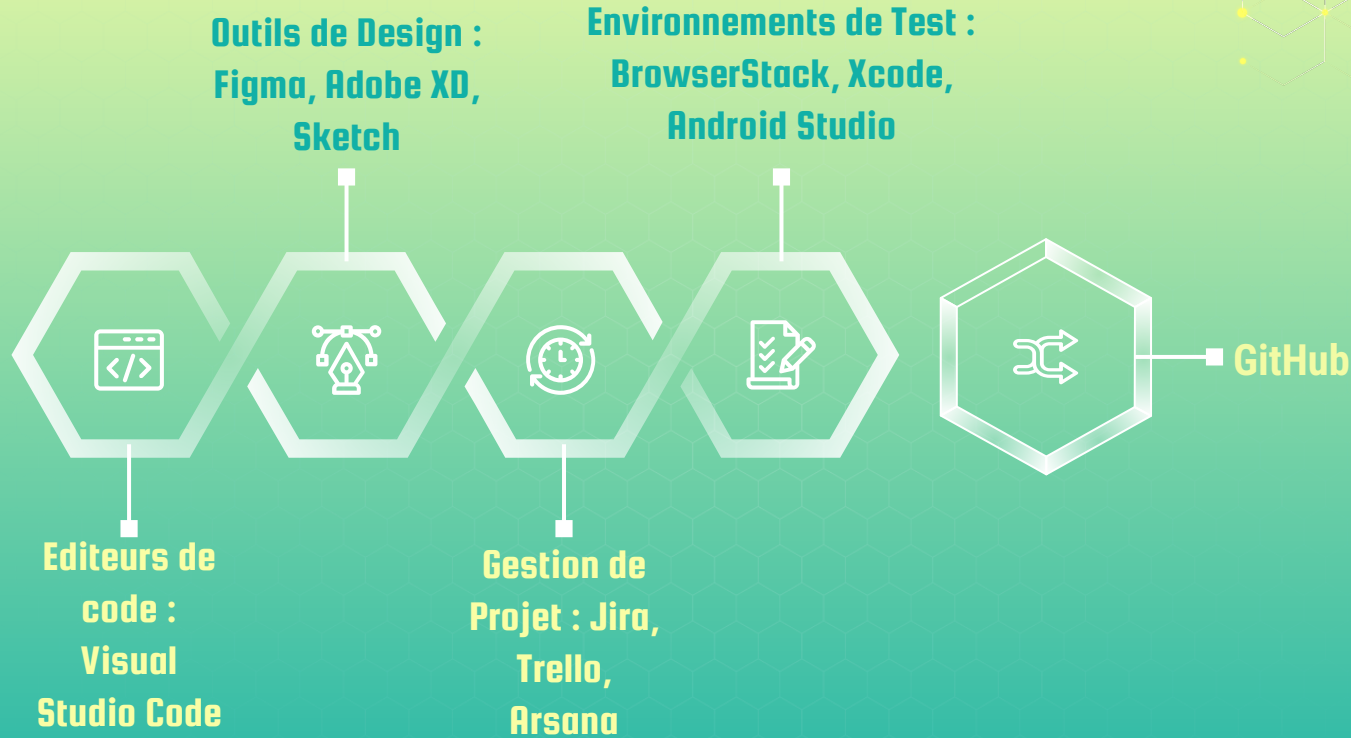 Outils de Design :
Figma, Adobe XD,
Sketch
Environnements de Test :
BrowserStack, Xcode,
Android Studio
GitHub
Editeurs de
code :
Visual
Studio Code
Gestion de
Projet : Jira,
Trello,
Arsana